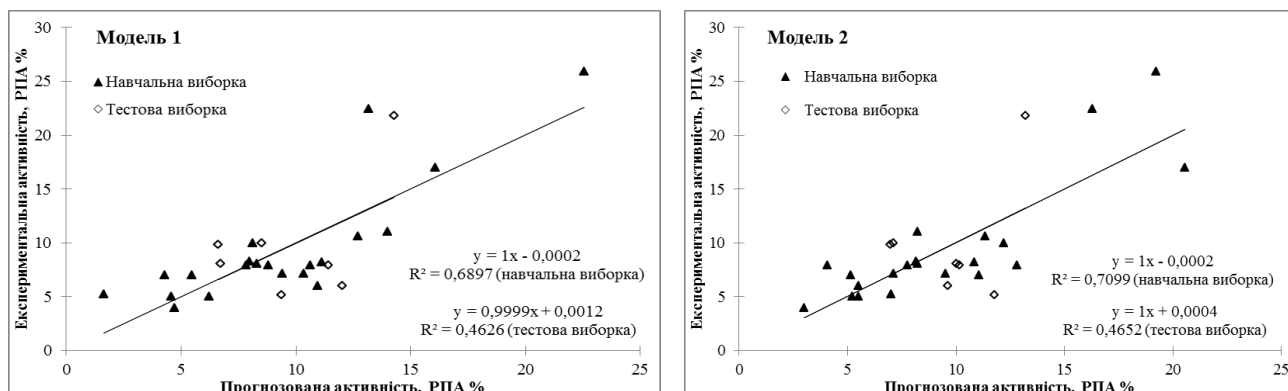 Модель 1
▲ Навчальна виборка
◇ Тестова виборка
Експериментальна активність, РПА %
30
25
20
15
10
5
0
y = 1x - 0,0002
R² = 0,6897 (навчальна виборка)
y = 0,9999x + 0,0012
R² = 0,4626 (тестова виборка)
0 5 10 15 20 25
Прогнозована активність, РПА %
Модель 2
▲ Навчальна виборка
◇ Тестова виборка
Експериментальна активність, РПА %
30
25
20
15
10
5
0
y = 1x - 0,0002
R² = 0,7099 (навчальна виборка)
y = 1x + 0,0004
R² = 0,4652 (тестова виборка)
0 5 10 15 20 25
Прогнозована активність, РПА %